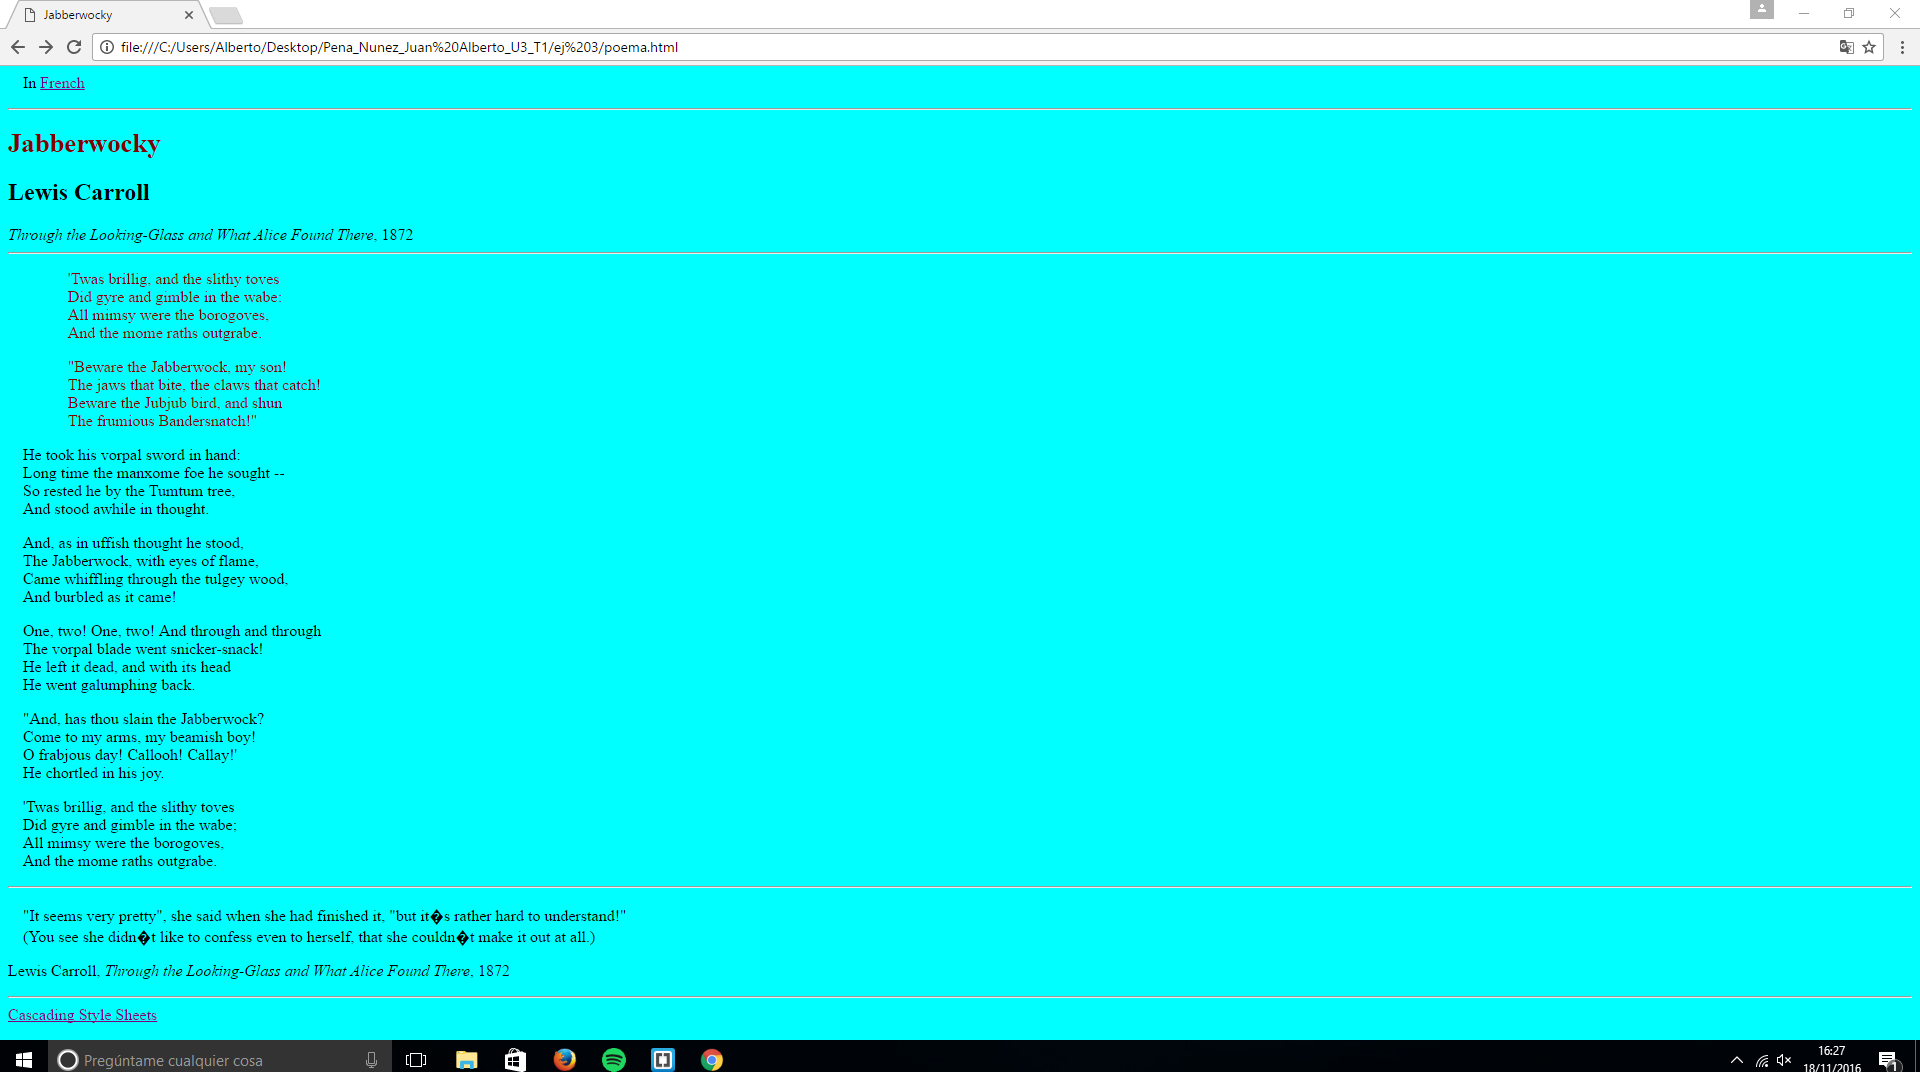 Jabberwocky
file:///C:/Users/Alberto/Desktop/Pena_Nunez_Juan%20Alberto_U3_T1/ej%203/poema.html
In French
Jabberwocky
Lewis Carroll
Through the Looking-Glass and What Alice Found There, 1872
'Twas brillig, and the slithy toves
Did gyre and gimble in the wabe:
All mimsy were the borogoves,
And the mome raths outgrabe.
"Beware the Jabberwock, my son!
The jaws that bite, the claws that catch!
Beware the Jubjub bird, and shun
The frumious Bandersnatch!"
He took his vorpal sword in hand:
Long time the manxome foe he sought --
So rested he by the Tumtum tree,
And stood awhile in thought.
And, as in uffish thought he stood,
The Jabberwock, with eyes of flame,
Came whiffling through the tulgey wood,
And burbled as it came!
One, two! One, two! And through and through
The vorpal blade went snicker-snack!
He left it dead, and with its head
He went galumphing back.
"And, has thou slain the Jabberwock?
Come to my arms, my beamish boy!
O frabjous day! Callooh! Callay!'
He chortled in his joy.
'Twas brillig, and the slithy toves
Did gyre and gimble in the wabe;
All mimsy were the borogoves,
And the mome raths outgrabe.
"It seems very pretty", she said when she had finished it, "but it�s rather hard to understand!"
(You see she didn�t like to confess even to herself, that she couldn�t make it out at all.)
Lewis Carroll, Through the Looking-Glass and What Alice Found There, 1872
Cascading Style Sheets
Pregúntame cualquier cosa
16:27
18/11/2016
1